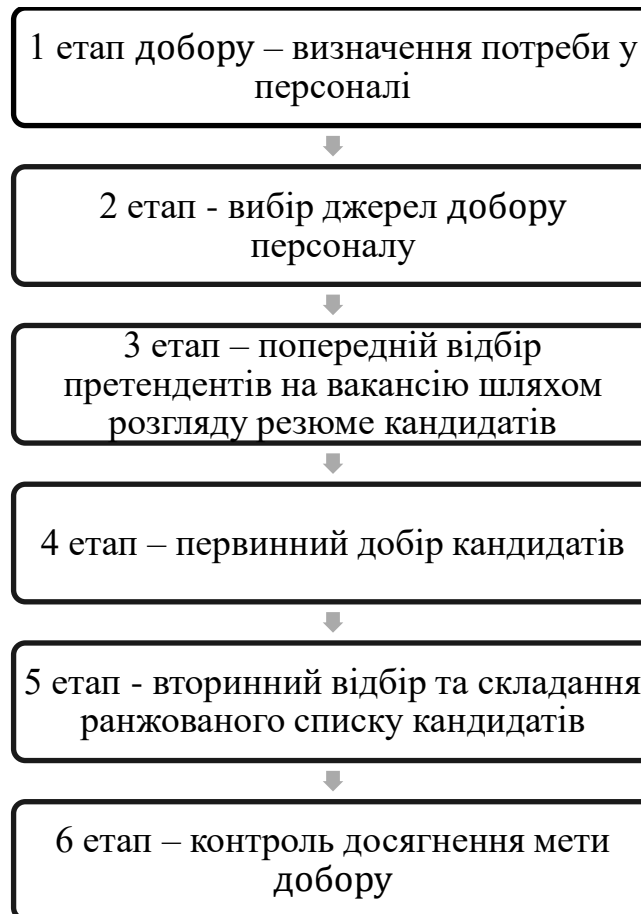 1 етап добору – визначення потреби у
персоналі
2 етап - вибір джерел добору
персоналу
3 етап – попередній відбір
претендентів на вакансію шляхом
розгляду резюме кандидатів
4 етап – первинний добір кандидатів
5 етап - вторинний відбір та складання
ранжованого списку кандидатів
6 етап – контроль досягнення мети
добору